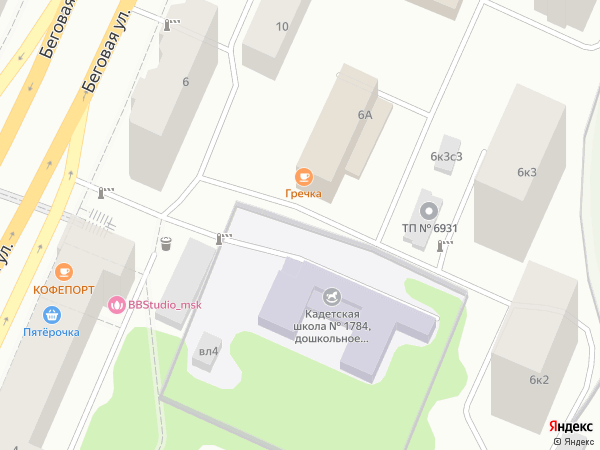 Беговая
Беговая ул.
10
6
6А
6к3с3
6к3
Гречка
ТП № 6931
ул.
КОФЕПОРТ
BBStudio_msk
Пятёрочка
Кадетская
школа № 1784,
дошкольное...
вл4
6к2
Яндекс
© Яндекс